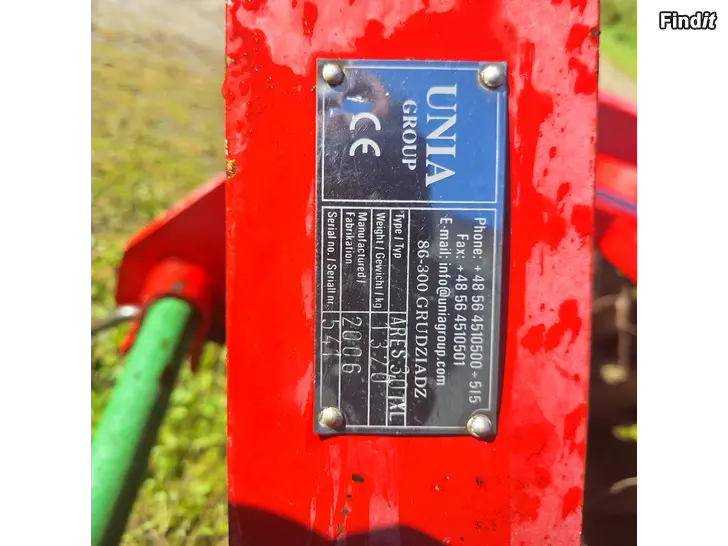 Findit
UNIA
GROUP
CE
Phone: +48 56 4510500÷515
Fax: +48 56 4510501
E-mail: info@uniagroup.com
86-300 GRUDZIADZ
Type / Typ ARES 3,0 TXL
Weight / Gewicht / kg 1370
Manufactured / Fabrikation 2006
Serial no. / Seriall nr. 541